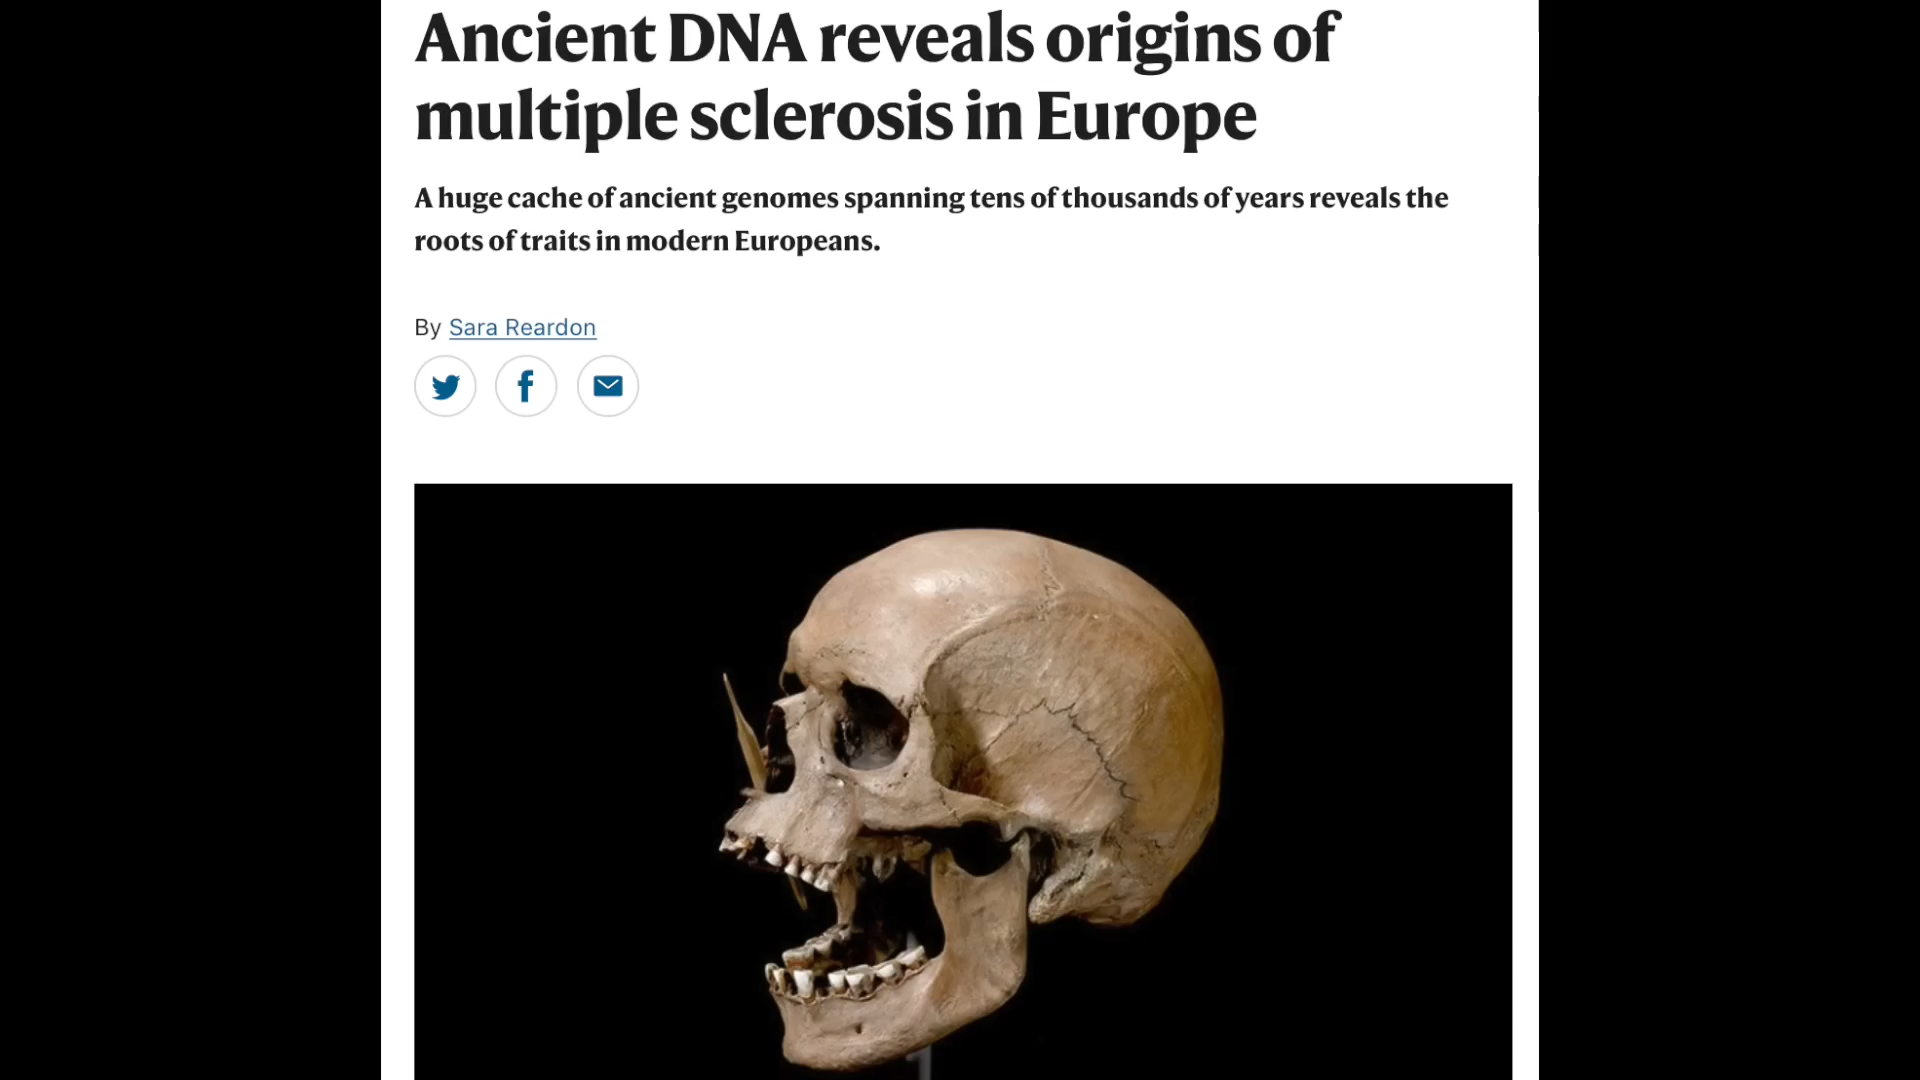 Ancient DNA reveals origins of
multiple sclerosis in Europe
A huge cache of ancient genomes spanning tens of thousands of years reveals the
roots of traits in modern Europeans.
By Sara Reardon